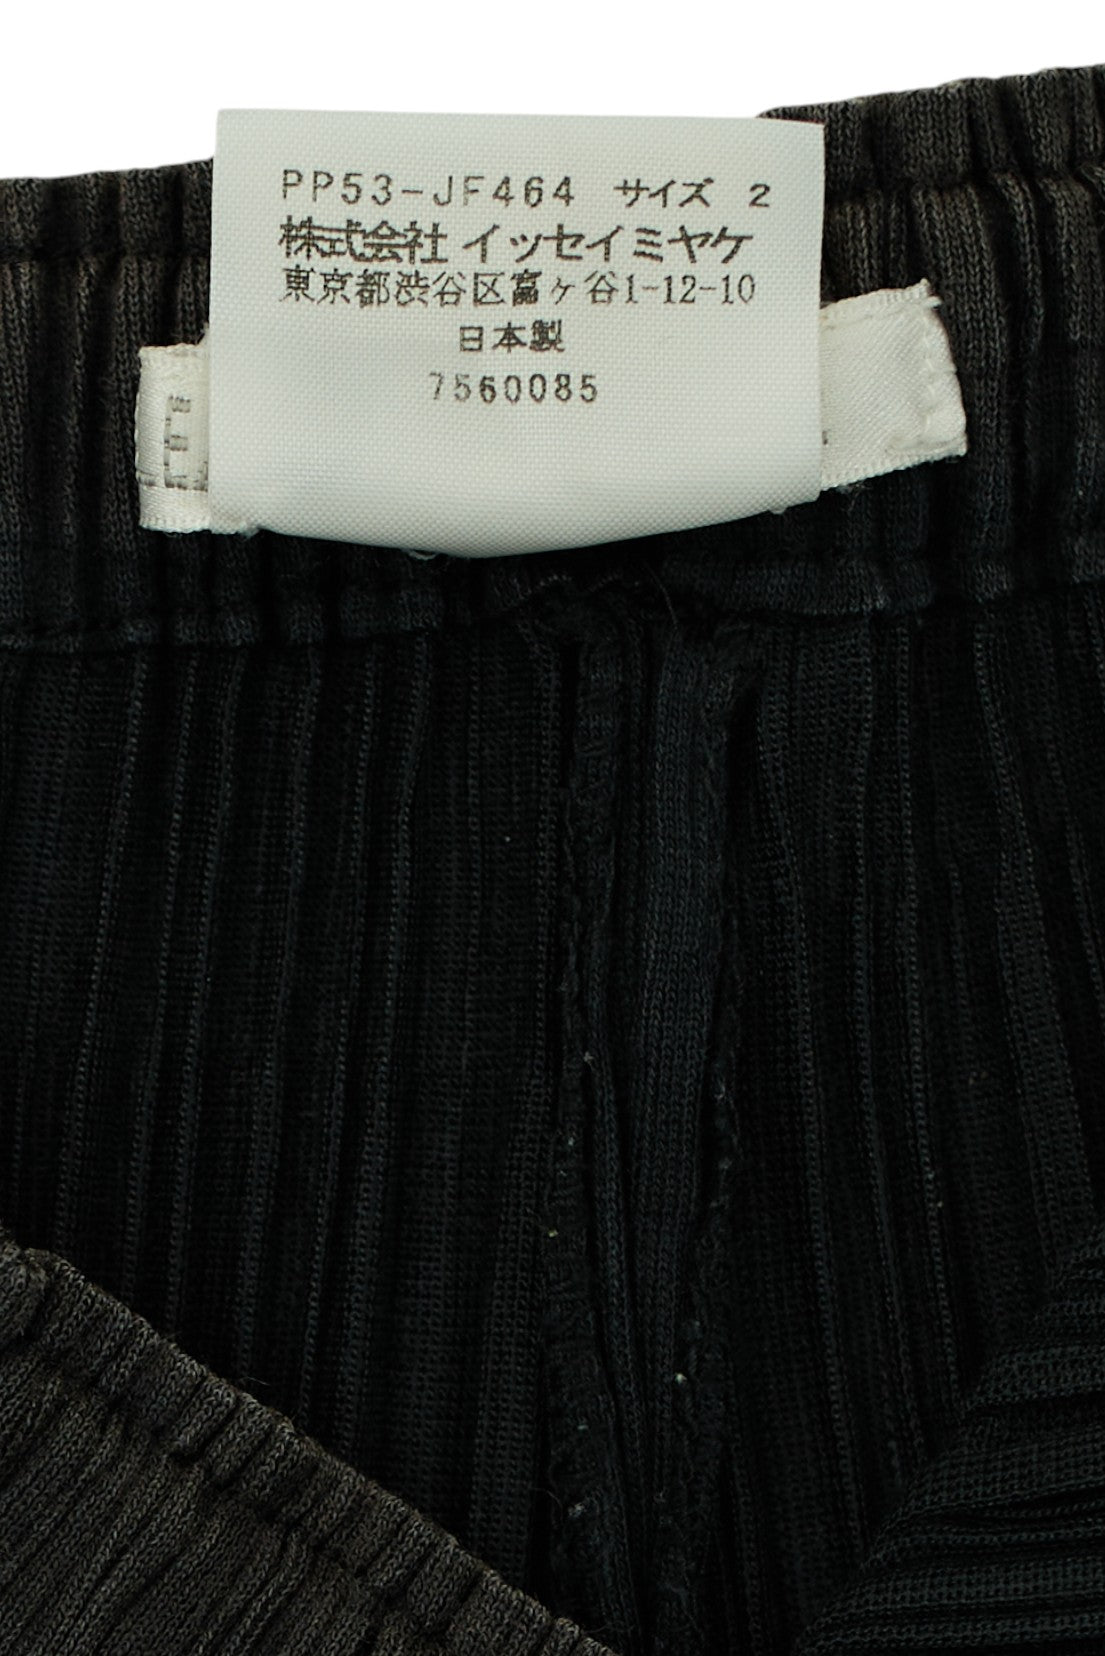 PP53-JF464 サイズ 2
株式会社 イッセイミヤケ
東京都渋谷区富ヶ谷1-12-10
日本製
7560085